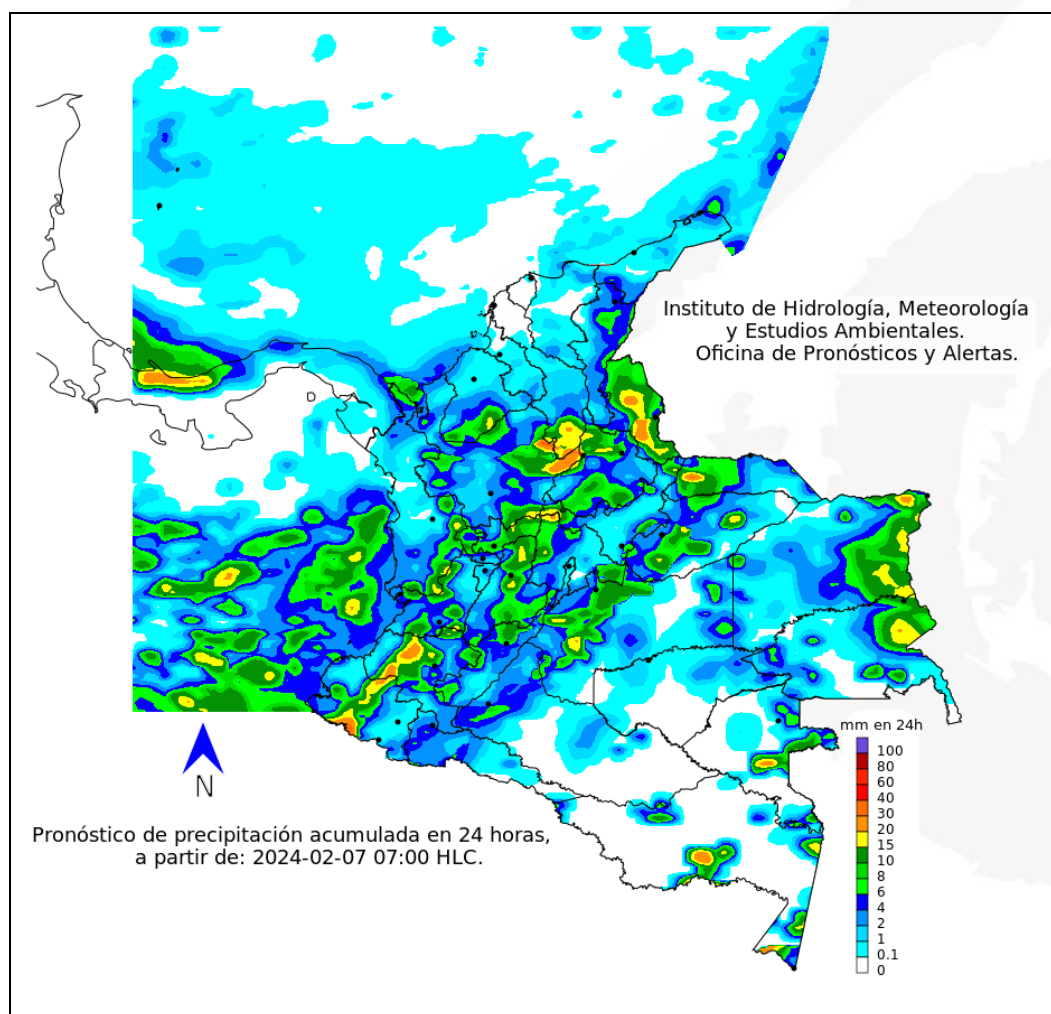 Instituto de Hidrología, Meteorología
y Estudios Ambientales.
Oficina de Pronósticos y Alertas.
mm en 24h
100
80
60
40
30
20
15
10
8
6
4
2
1
0.1
0
N
Pronóstico de precipitación acumulada en 24 horas,
a partir de: 2024-02-07 07:00 HLC.